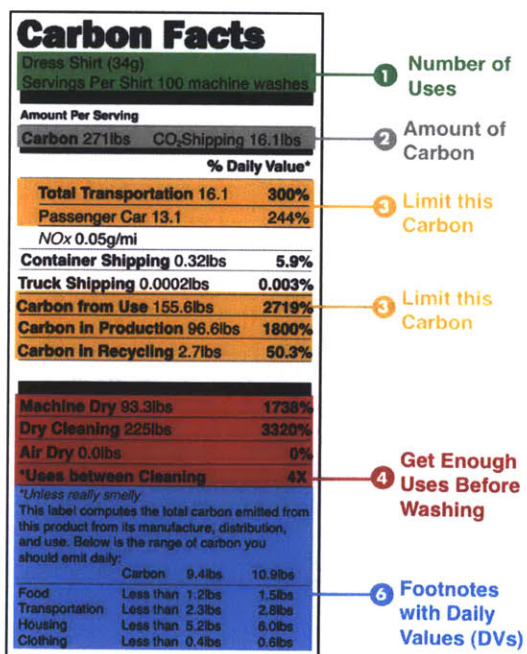 Carbon Facts
Dress Shirt (34g)
Servings Per Shirt 100 machine washes
1 Number of
Uses
Amount Per Serving
Carbon 271lbs CO₂Shipping 16.1lbs
2 Amount of
Carbon
% Daily Value*
Total Transportation 16.1 300%
Passenger Car 13.1 244%
3 Limit this
Carbon
NOx 0.05g/mi
Container Shipping 0.32lbs 5.9%
Truck Shipping 0.0002lbs 0.003%
Carbon from Use 155.6lbs 2719%
3 Limit this
Carbon
Carbon in Production 96.6lbs 1800%
Carbon in Recycling 2.7lbs 50.3%
Machine Dry 93.3lbs 1738%
Dry Cleaning 225lbs 3320%
Air Dry 0.0lbs 0%
*Uses between Cleaning 4X
4 Get Enough
Uses Before
Washing
*Unless really smelly
This label computes the total carbon emitted from
this product from its manufacture, distribution,
and use. Below is the range of carbon you
should emit daily:
Carbon 9.4lbs 10.9lbs
Food Less than 1.2lbs 1.5lbs
Transportation Less than 2.3lbs 2.8lbs
Housing Less than 5.2lbs 6.0lbs
Clothing Less than 0.4lbs 0.6lbs
6 Footnotes
with Daily
Values (DVs)